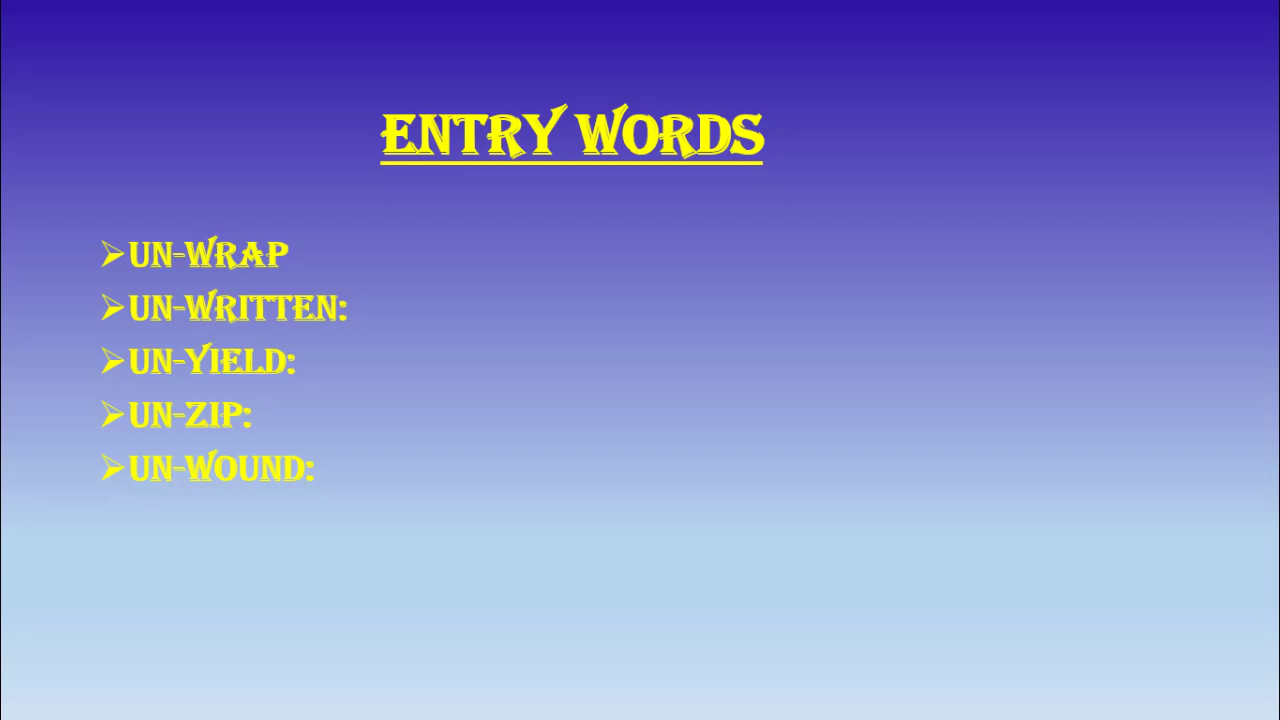 ENTRY WORDS
➢UN-WRAP
➢UN-WRITTEN:
➢UN-YIELD:
➢UN-ZIP:
➢UN-WOUND: